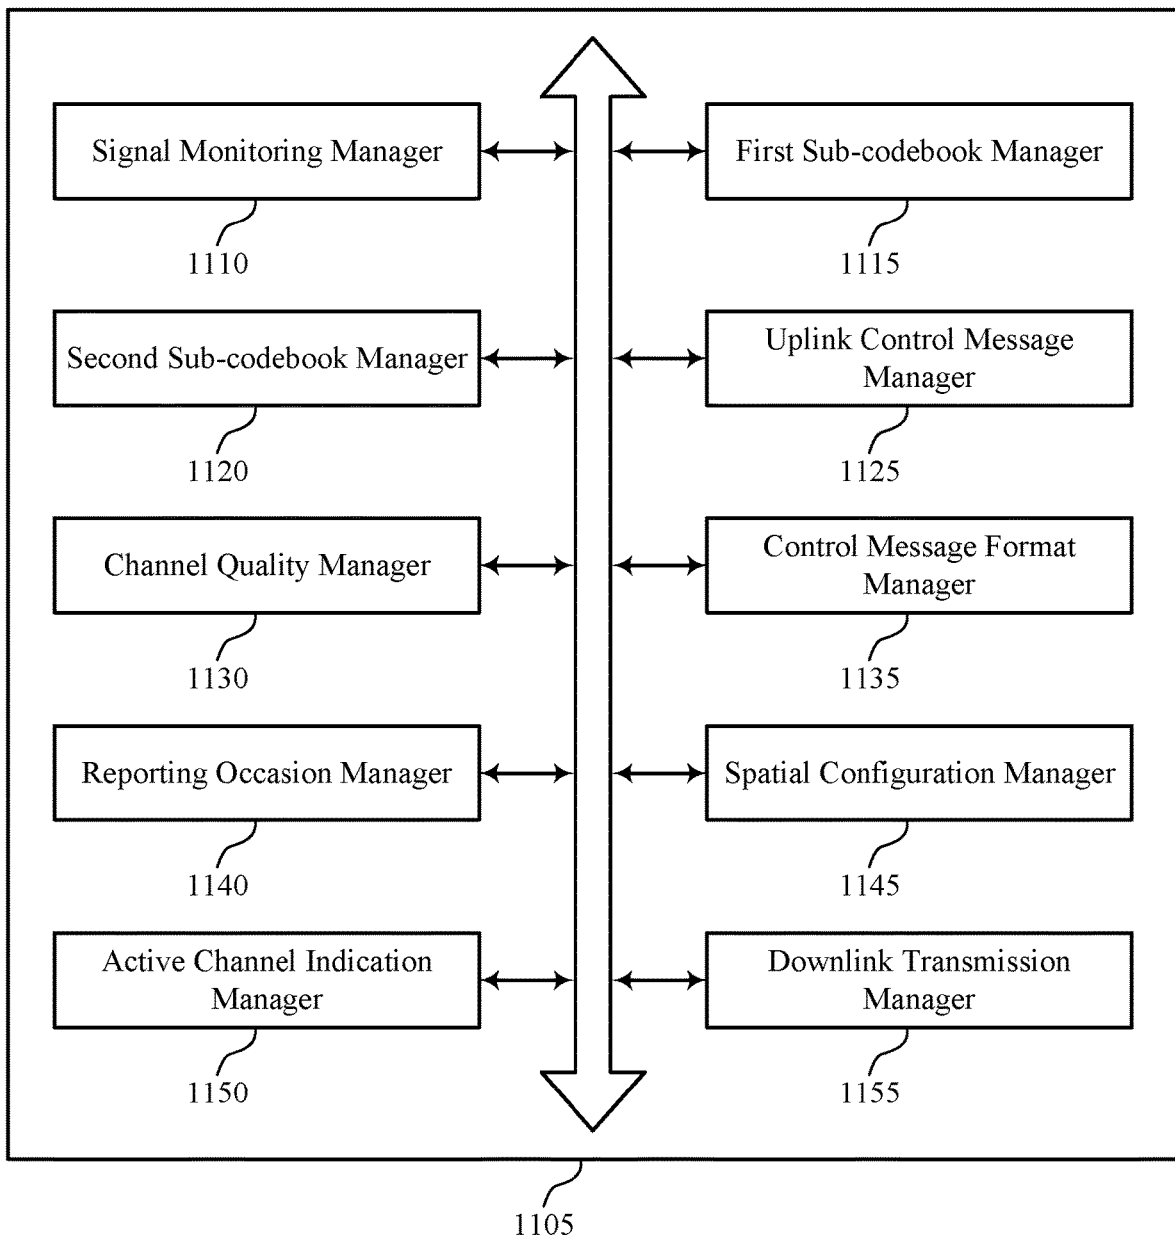 Signal Monitoring Manager
1110
First Sub-codebook Manager
1115
Second Sub-codebook Manager
1120
Uplink Control Message
Manager
1125
Channel Quality Manager
1130
Control Message Format
Manager
1135
Reporting Occasion Manager
1140
Spatial Configuration Manager
1145
Active Channel Indication
Manager
1150
Downlink Transmission
Manager
1155
1105